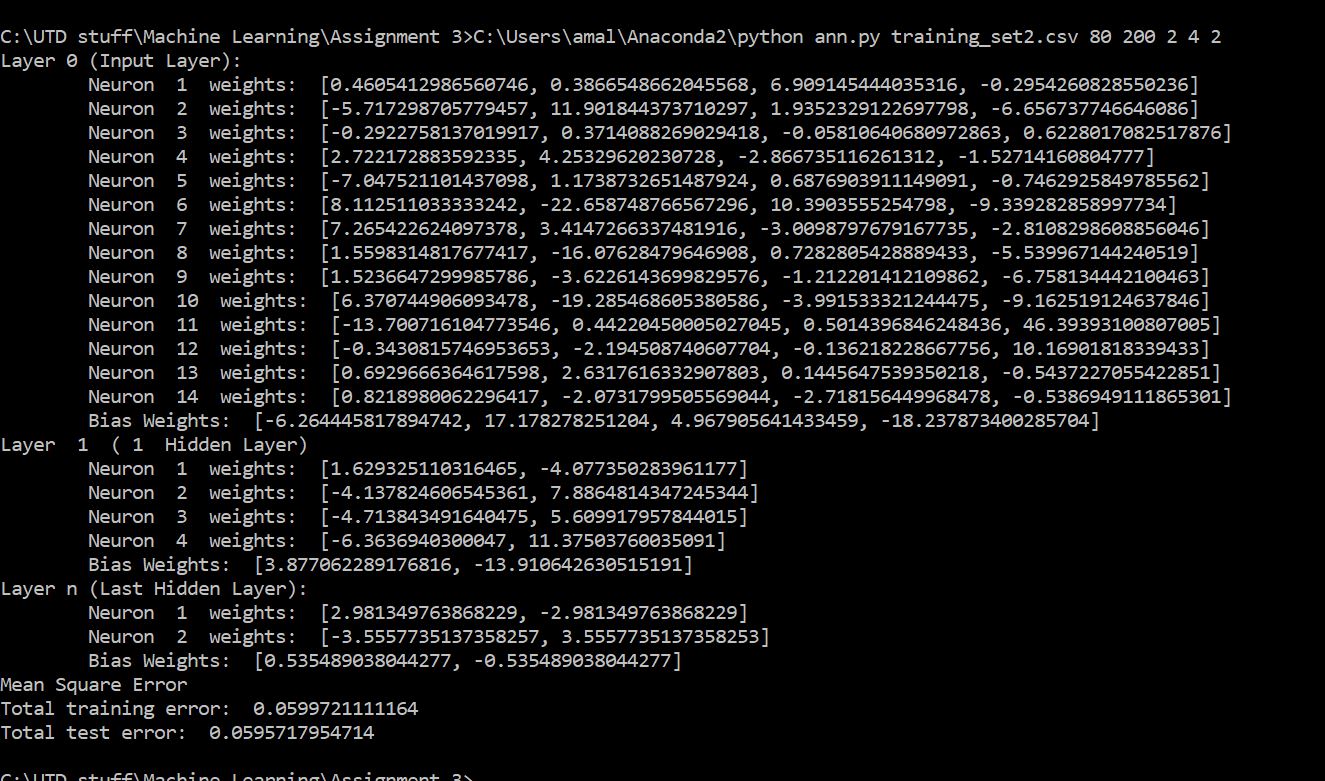 C:\UTD stuff\Machine Learning\Assignment 3>C:\Users\amal\Anaconda2\python ann.py training_set2.csv 80 200 2 4 2
Layer 0 (Input Layer):
        Neuron  1  weights:  [0.4605412986560746, 0.3866548662045568, 6.909145444035316, -0.2954260828550236]
        Neuron  2  weights:  [-5.717298705779457, 11.901844373710297, 1.9352329122697798, -6.656737746646086]
        Neuron  3  weights:  [-0.2922758137019917, 0.3714088269029418, -0.05810640680972863, 0.6228017082517876]
        Neuron  4  weights:  [2.722172883592335, 4.25329620230728, -2.866735116261312, -1.52714160804777]
        Neuron  5  weights:  [-7.047521101437098, 1.1738732651487924, 0.6876903911149091, -0.7462925849785562]
        Neuron  6  weights:  [8.112511033333242, -22.658748766567296, 10.3903555254798, -9.339282858997734]
        Neuron  7  weights:  [7.265422624097378, 3.4147266337481916, -3.0098797679167735, -2.8108298608856046]
        Neuron  8  weights:  [1.5598314817677417, -16.07628479646908, 0.7282805428889433, -5.539967144240519]
        Neuron  9  weights:  [1.5236647299985786, -3.6226143699829576, -1.212201412109862, -6.758134442100463]
        Neuron  10  weights:  [6.370744906093478, -19.285468605380586, -3.991533321244475, -9.162519124637846]
        Neuron  11  weights:  [-13.700716104773546, 0.44220450005027045, 0.5014396846248436, 46.39393100807005]
        Neuron  12  weights:  [-0.3430815746953653, -2.194508740607704, -0.136218228667756, 10.16901818339433]
        Neuron  13  weights:  [0.6929666364617598, 2.6317616332907803, 0.1445647539350218, -0.5437227055422851]
        Neuron  14  weights:  [0.8218980062296417, -2.0731799505569044, -2.718156449968478, -0.5386949111865301]
        Bias Weights:  [-6.264445817894742, 17.178278251204, 4.967905641433459, -18.237873400285704]
Layer  1  ( 1  Hidden Layer)
        Neuron  1  weights:  [1.629325110316465, -4.077350283961177]
        Neuron  2  weights:  [-4.137824606545361, 7.8864814347245344]
        Neuron  3  weights:  [-4.713843491640475, 5.609917957844015]
        Neuron  4  weights:  [-6.3636940300047, 11.37503760035091]
        Bias Weights:  [3.877062289176816, -13.910642630515191]
Layer n (Last Hidden Layer):
        Neuron  1  weights:  [2.981349763868229, -2.981349763868229]
        Neuron  2  weights:  [-3.5557735137358257, 3.5557735137358253]
        Bias Weights:  [0.535489038044277, -0.535489038044277]
Mean Square Error
Total training error:  0.0599721111164
Total test error:  0.0595717954714
C:\UTD stuff\Machine Learning\Assignment 3>